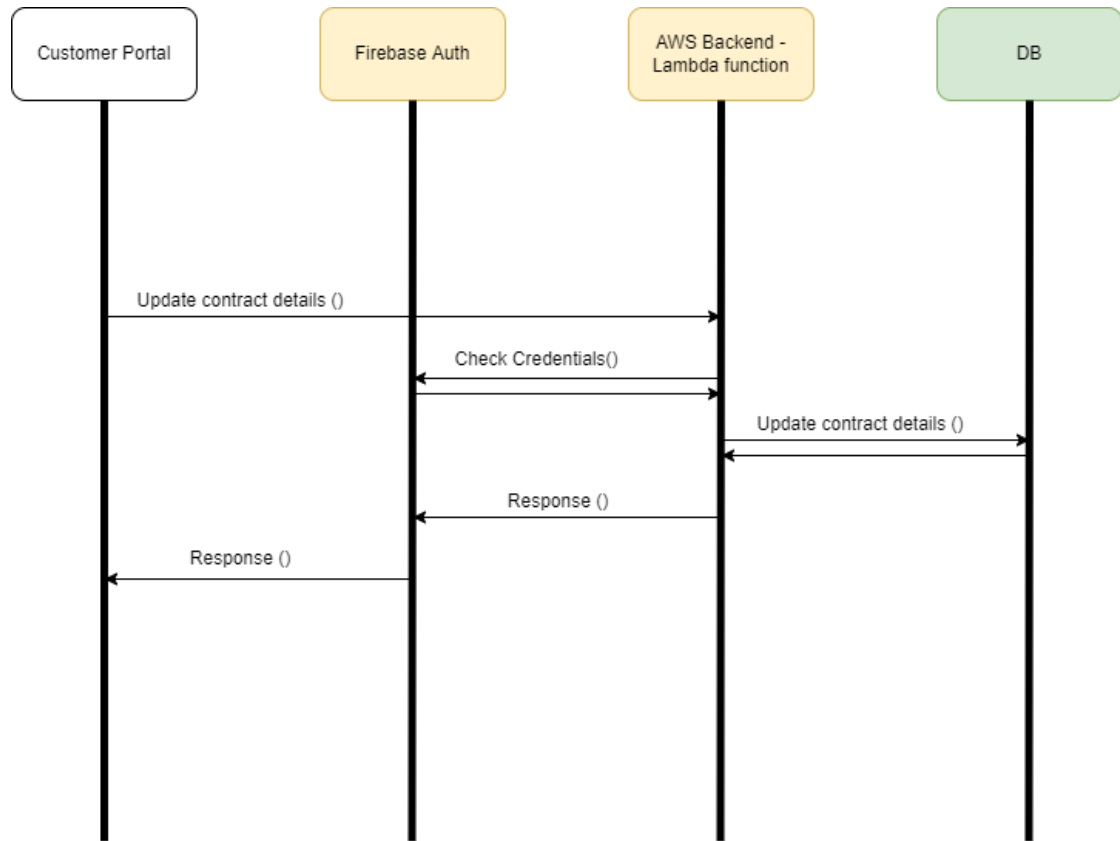 Customer Portal
Firebase Auth
AWS Backend -
Lambda function
DB
Update contract details ()
Check Credentials()
Update contract details ()
Response ()
Response ()